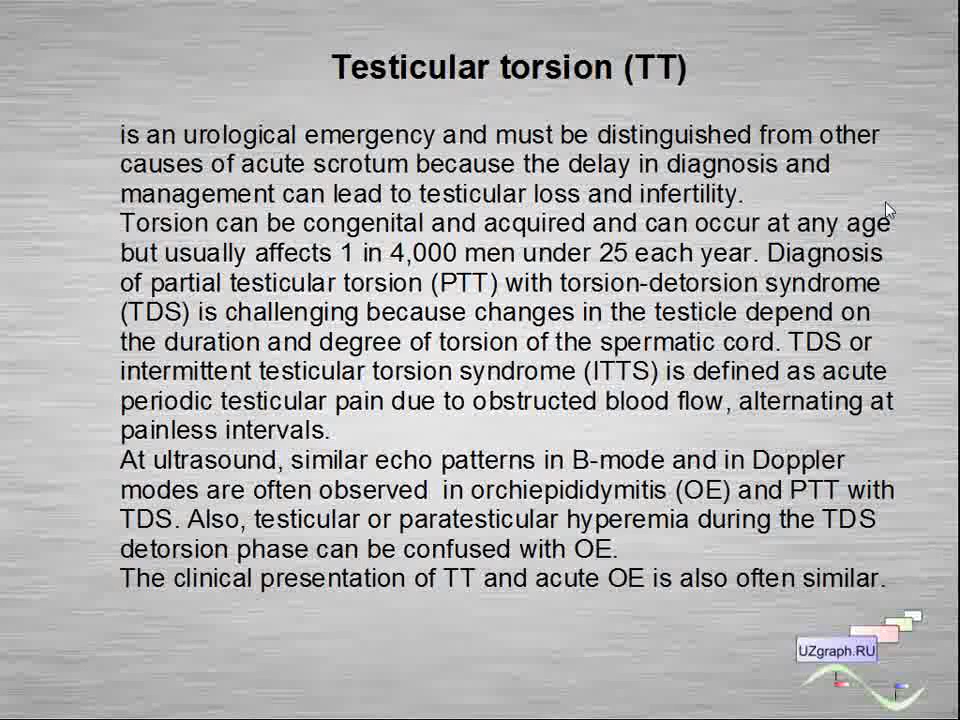 Testicular torsion (TT)
is an urological emergency and must be distinguished from other
causes of acute scrotum because the delay in diagnosis and
management can lead to testicular loss and infertility.
Torsion can be congenital and acquired and can occur at any age
but usually affects 1 in 4,000 men under 25 each year. Diagnosis
of partial testicular torsion (PTT) with torsion-detorsion syndrome
(TDS) is challenging because changes in the testicle depend on
the duration and degree of torsion of the spermatic cord. TDS or
intermittent testicular torsion syndrome (ITTS) is defined as acute
periodic testicular pain due to obstructed blood flow, alternating at
painless intervals.
At ultrasound, similar echo patterns in B-mode and in Doppler
modes are often observed  in orchiepididymitis (OE) and PTT with
TDS. Also, testicular or paratesticular hyperemia during the TDS
detorsion phase can be confused with OE.
The clinical presentation of TT and acute OE is also often similar.
UZgraph.RU